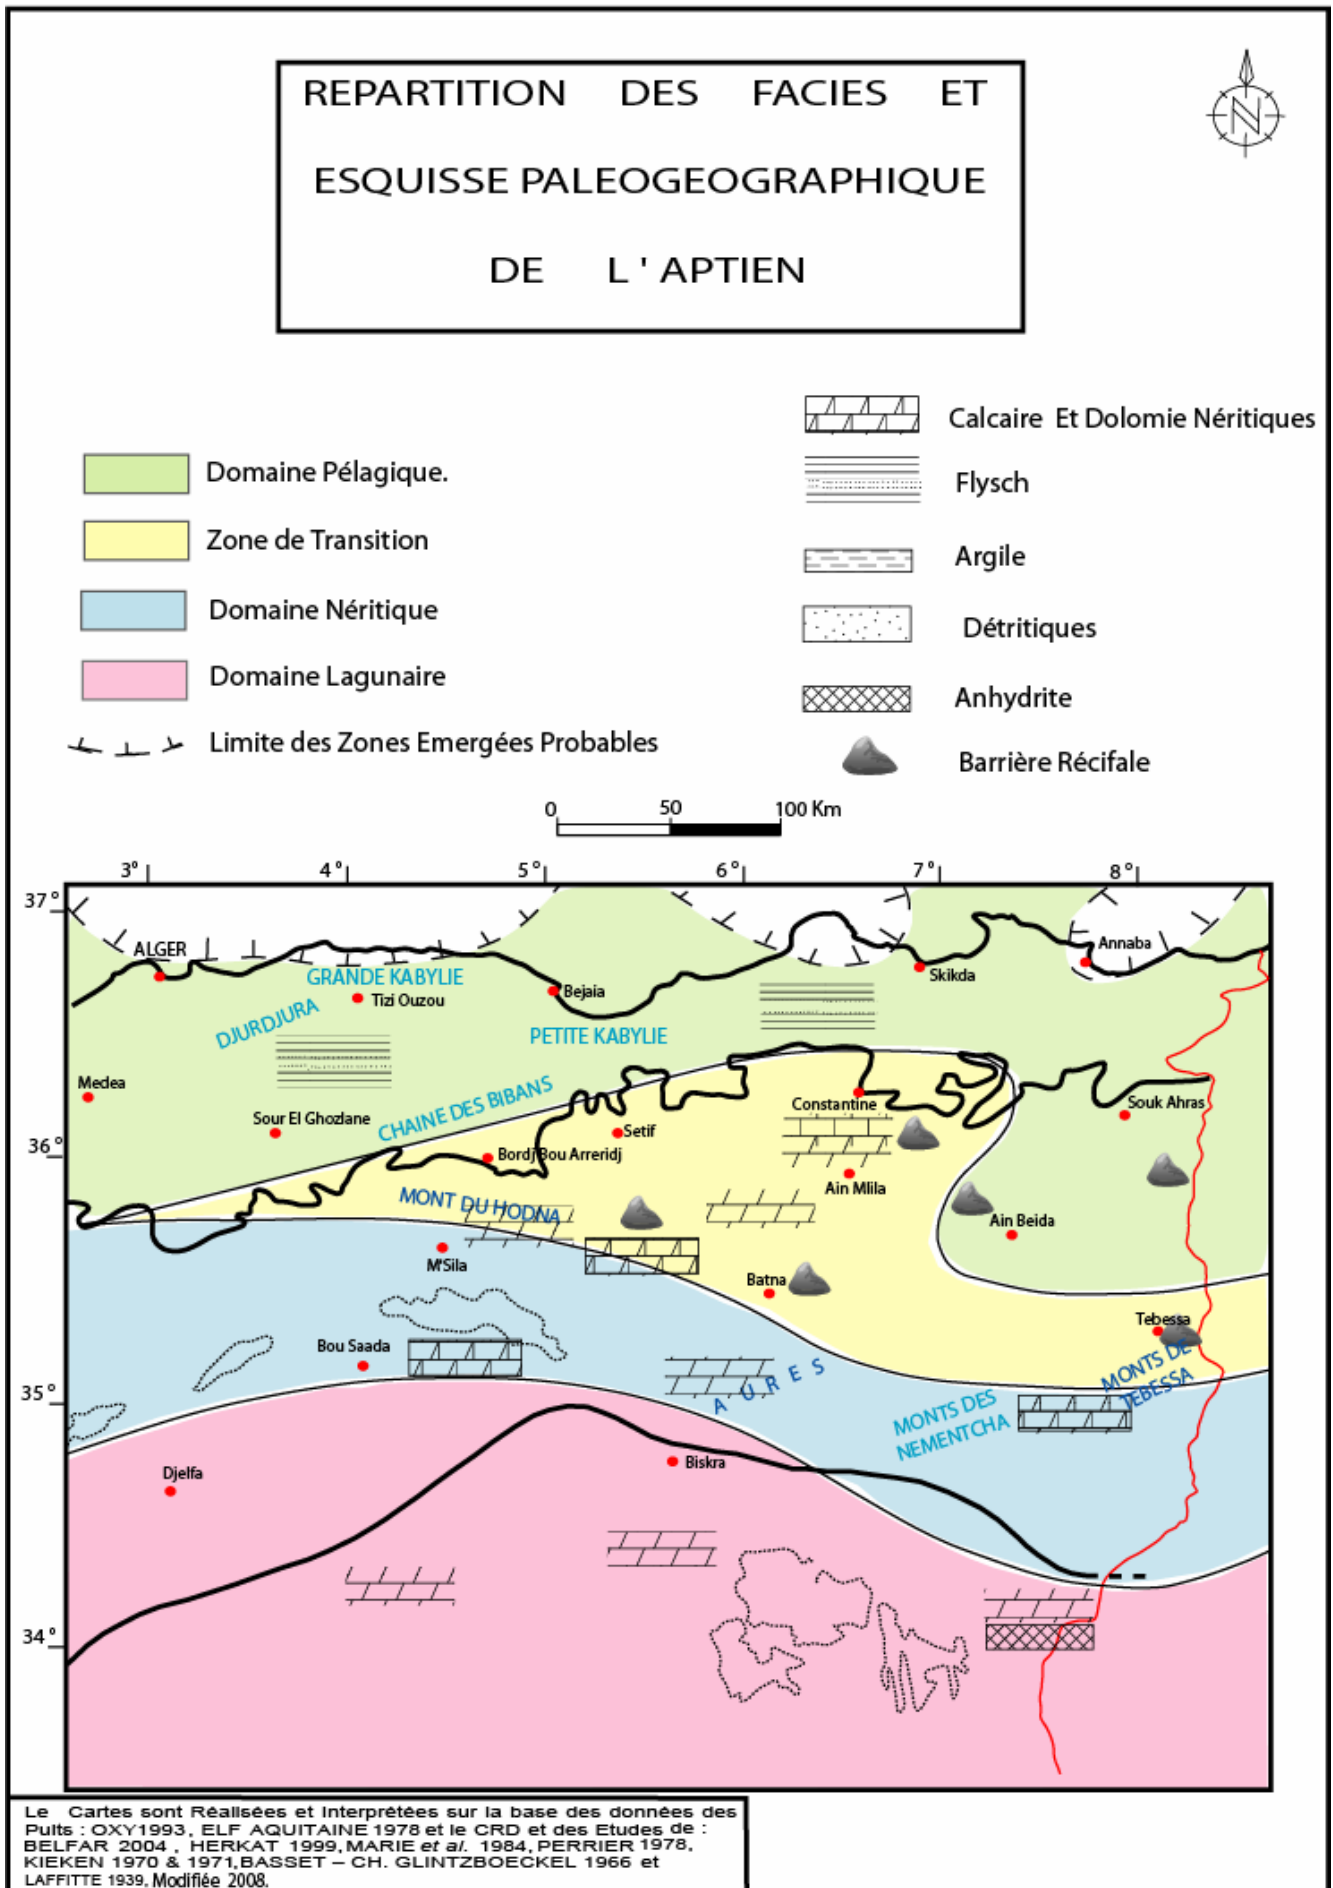 REPARTITION DES FACIES ET
ESQUISSE PALEOGEOGRAPHIQUE
DE L ' APTIEN
N
Domaine Pélagique.
Zone de Transition
Domaine Néritique
Domaine Lagunaire
Limite des Zones Emergées Probables
Calcaire Et Dolomie Néritiques
Flysch
Argile
Détritiques
Anhydrite
Barrière Récifale
0 50 100 Km
3° 4° 5° 6° 7° 8°
37°
ALGER
Annaba
GRANDE KABYLIE
Skikda
Tizi Ouzou
Bejaia
DJURDJURA
PETITE KABYLIE
Medea
CHAINE DES BIBANS
Constantine
Souk Ahras
Sour El Ghozlane
Setif
36°
Bordj Bou Arreridj
Ain Mlila
MONT DU HODNA
Ain Beida
M'Sila
Batna
Tebessa
Bou Saada
MONTS DE
TEBESSA
35°
AURES
MONTS DES
NEMENTCHA
Biskra
Djelfa
34°
Le Cartes sont Réalisées et Interprétées sur la base des données des
Puits : OXY1993, ELF AQUITAINE 1978 et le CRD et des Etudes de :
BELFAR 2004 , HERKAT 1999, MARIE et al. 1984, PERRIER 1978,
KIEKEN 1970 & 1971, BASSET – CH. GLINTZBOECKEL 1966 et
LAFFITTE 1939, Modifiée 2008.